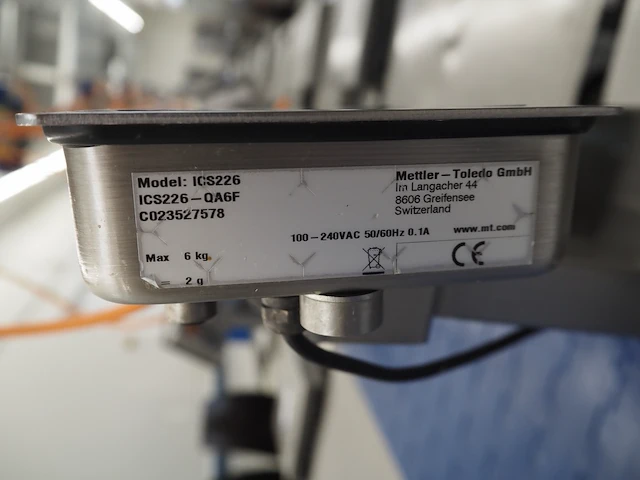 Model: ICS226
ICS226-QA6F
C023527578
Mettler-Toledo GmbH
Im Langacher 44
8606 Greifensee
Switzerland
100-240VAC 50/60Hz 0.1A
www.mt.com
Max 6 kg
= 2 g
CE